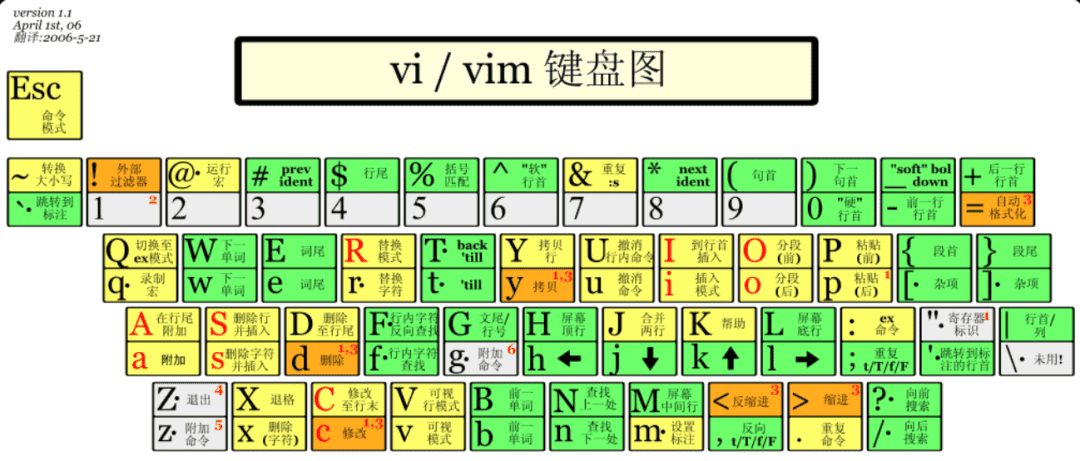 version 1.1
April 1st, 06
翻译:2006-5-21
vi / vim 键盘图
Esc 命令模式
~ 转换大小写
! 外部过滤器
@· 运行宏
# prev ident
$ 行尾
% 括号匹配
^ "软"行首
& 重复 :s
* next ident
( 句首
) 下一句首
"soft" bol
_ down
+ 后一行行首
`· 跳转到标注
1 2
2
3
4
5
6
7
8
9
0 "硬"行首
- 前一行行首
= 自动格式化 3
Q 切换至ex模式
W 下一单词
E 词尾
R 替换模式
T· back 'till
Y 拷贝行
U 撤消行内命令
I 到行首插入
O 分段(前)
P 粘贴(前)
{ 段首
} 段尾
q· 录制宏
w 下一单词
e 词尾
r· 替换字符
t· 'till
y 拷贝 1,3
u 撤消命令
i 插入模式
o 分段(后)
p 粘贴(后) 1
[· 杂项
]· 杂项
A 在行尾附加
S 删除行并插入
D 删除至行尾
F· 行内字符反向查找
G 文尾/行号
H 屏幕顶行
J 合并两行
K 帮助
L 屏幕底行
: ex 命令
"· 寄存器标识 1
| 行首/列
a 附加
s 删除字符并插入
d 删除 1,3
f· 行内字符查找
g· 附加命令 6
h ←
j ↓
k ↑
l →
; 重复 t/T/f/F
'· 跳转到标注的行首
\· 未用!
Z· 退出 4
X 退格
C 修改至行末
V 可视行模式
B 前一单词
N 查找上一处
M 屏幕中间行
< 反缩进 3
> 缩进 3
?· 向前搜索
z· 附加命令 5
x 删除(字符)
c 修改 1,3
v 可视模式
b 前一单词
n 查找下一处
m· 设置标注
, 反向 t/T/f/F
. 重复命令
/· 向后搜索